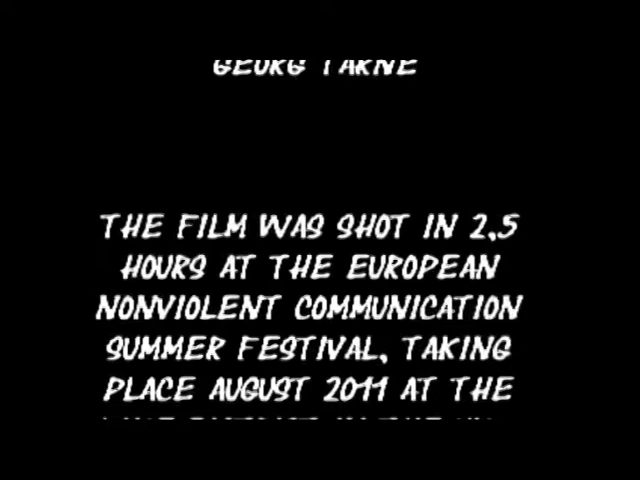 GEORG TARNE
THE FILM WAS SHOT IN 2,5
HOURS AT THE EUROPEAN
NONVIOLENT COMMUNICATION
SUMMER FESTIVAL, TAKING
PLACE AUGUST 2011 AT THE